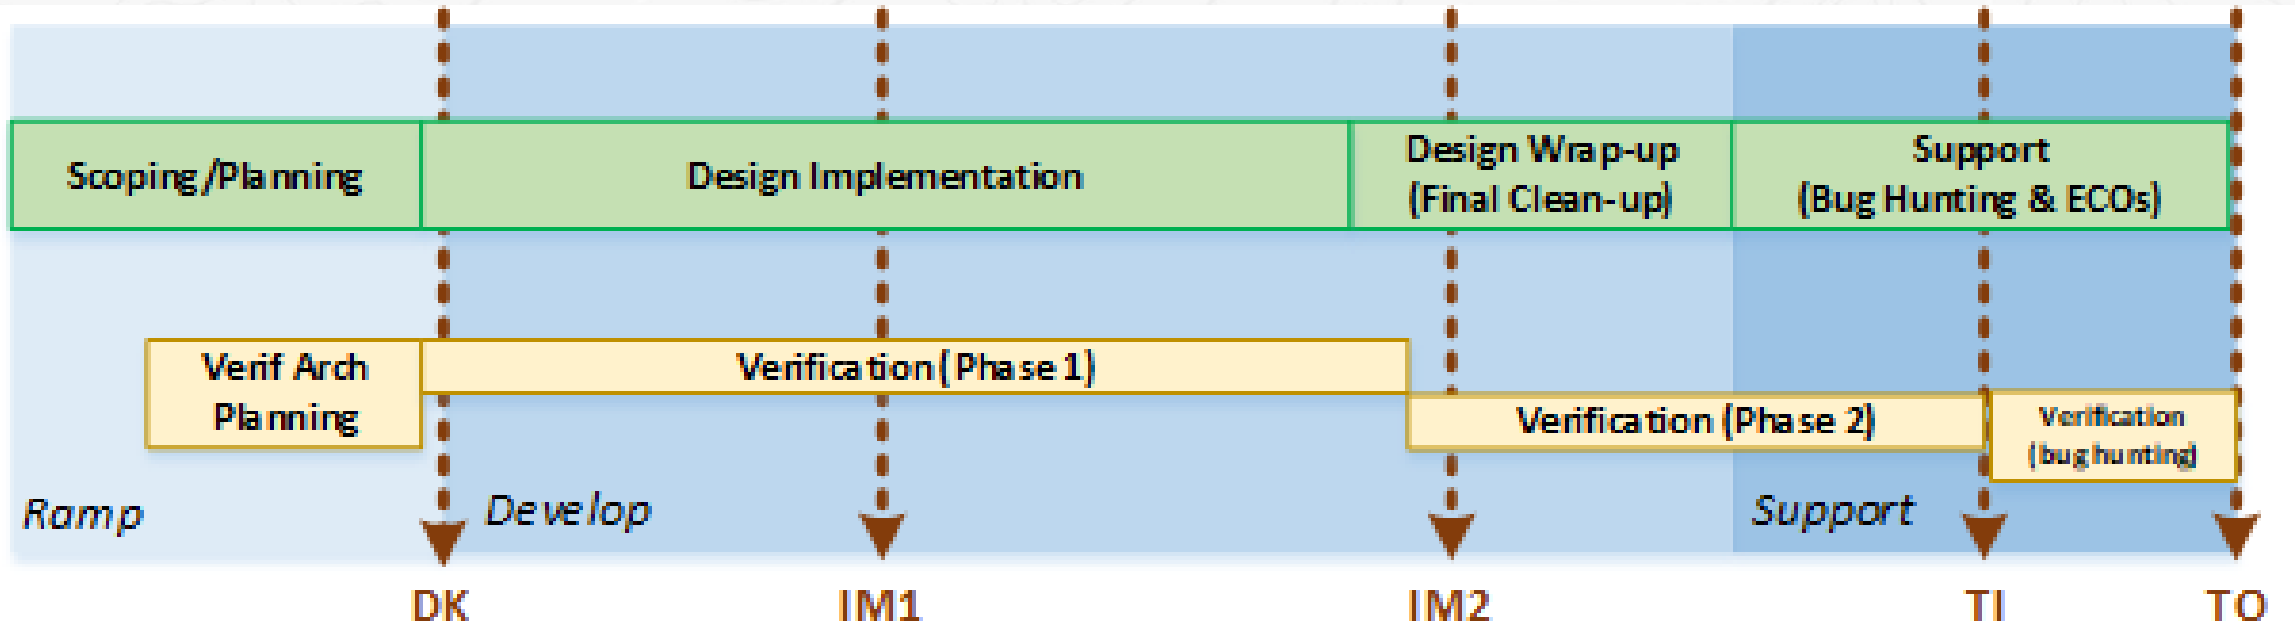 Scoping/Planning
Design Implementation
Design Wrap-up
(Final Clean-up)
Support
(Bug Hunting & ECOs)
Verif Arch
Planning
Verification (Phase 1)
Verification (Phase 2)
Verification
(bug hunting)
Ramp
Develop
Support
DK
IM1
IM2
TI
TO